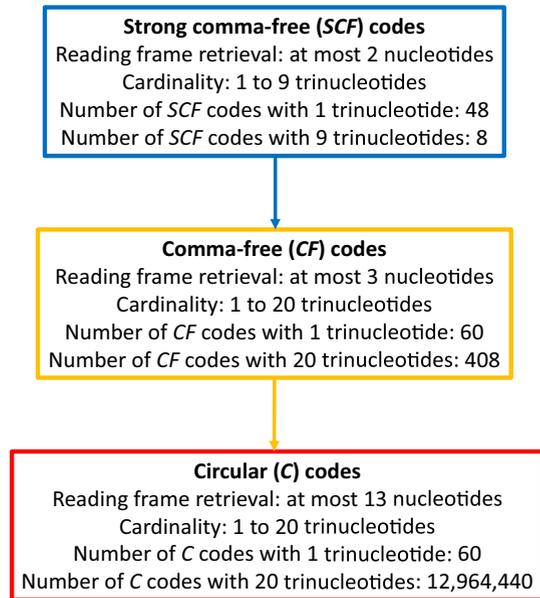 Strong comma-free (SCF) codes
Reading frame retrieval: at most 2 nucleotides
Cardinality: 1 to 9 trinucleotides
Number of SCF codes with 1 trinucleotide: 48
Number of SCF codes with 9 trinucleotides: 8
Comma-free (CF) codes
Reading frame retrieval: at most 3 nucleotides
Cardinality: 1 to 20 trinucleotides
Number of CF codes with 1 trinucleotide: 60
Number of CF codes with 20 trinucleotides: 408
Circular (C) codes
Reading frame retrieval: at most 13 nucleotides
Cardinality: 1 to 20 trinucleotides
Number of C codes with 1 trinucleotide: 60
Number of C codes with 20 trinucleotides: 12,964,440